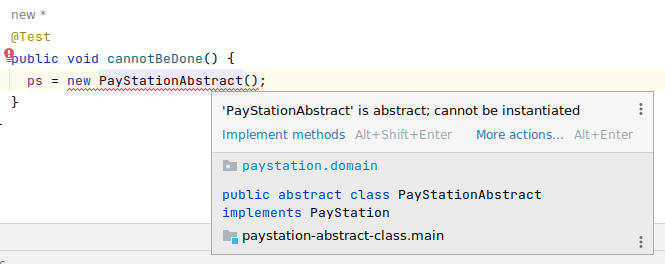 new *
@Test
public void cannotBeDone() {
ps = new PayStationAbstract();
}
'PayStationAbstract' is abstract; cannot be instantiated
Implement methods Alt+Shift+Enter More actions... Alt+Enter
paystation.domain
public abstract class PayStationAbstract
implements PayStation
paystation-abstract-class.main